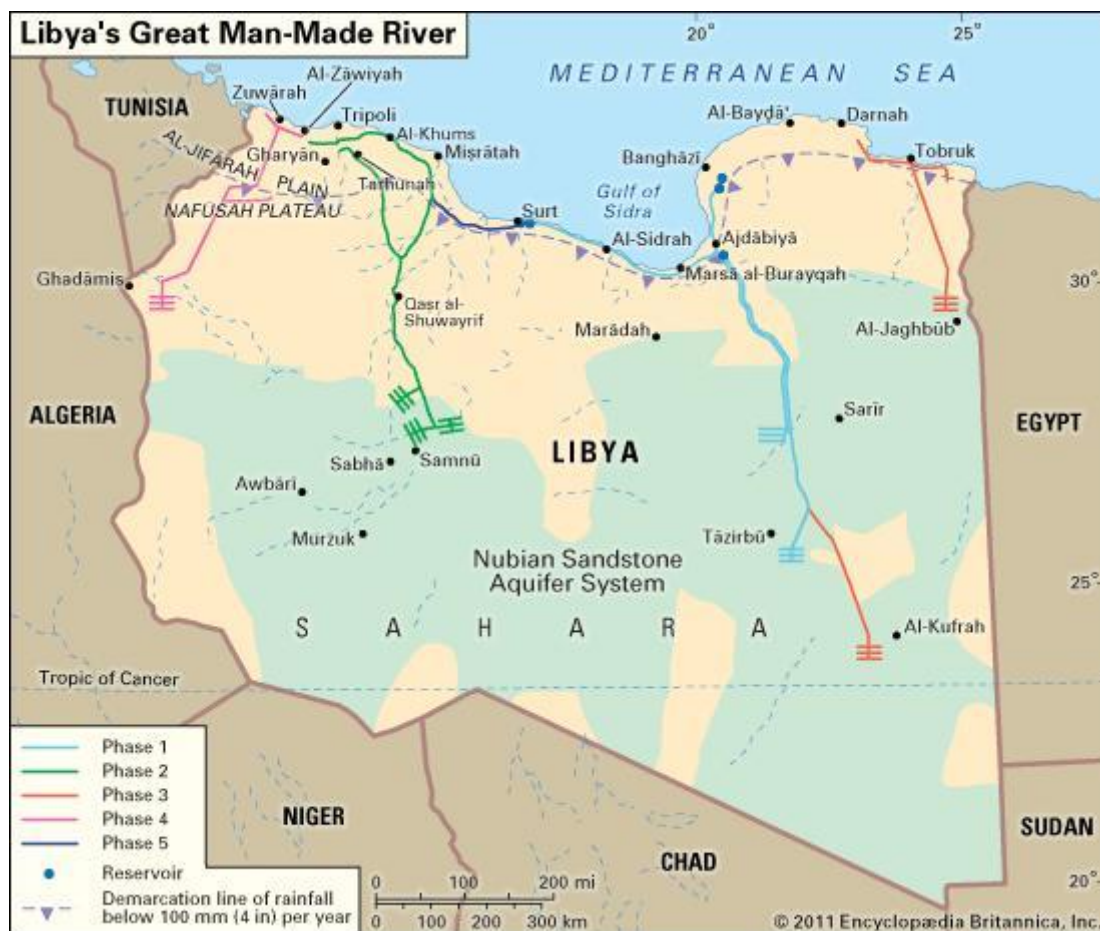 Libya's Great Man-Made River
20°
25°
MEDITERRANEAN SEA
TUNISIA
Zuwārah
Al-Zāwiyah
Tripoli
Al-Khums
Miṣrātah
Al-Bayḍā'
Darnah
Tobruk
Banghāzī
AL-JIFĀRAH
PLAIN
Gharyān
Tarhūnah
NAFŪSAH PLATEAU
Gulf of
Sidra
Surt
Al-Sidrah
Ajdābiyā
Marsā al-Burayqah
Ghadāmis
30°
Qaṣr al-
Shuwayrif
Marādah
Al-Jaghbūb
ALGERIA
Sarīr
EGYPT
LIBYA
Sabhā
Samnū
Awbārī
Murzuk
Tāzirbū
Nubian Sandstone
Aquifer System
25°
SAHARA
Al-Kufrah
Tropic of Cancer
Phase 1
Phase 2
Phase 3
Phase 4
Phase 5
Reservoir
Demarcation line of rainfall
below 100 mm (4 in) per year
NIGER
CHAD
SUDAN
20°
0 100 200 mi
0 100 200 300 km
© 2011 Encyclopædia Britannica, Inc.